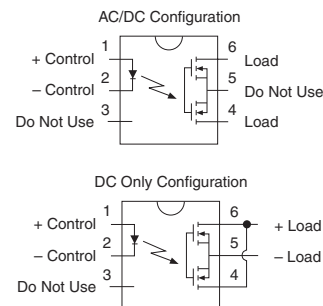 AC/DC Configuration
1 6
+ Control Load
2 5
– Control Do Not Use
3 4
Do Not Use Load
DC Only Configuration
1 6
+ Control + Load
2 5
– Control – Load
3 4
Do Not Use